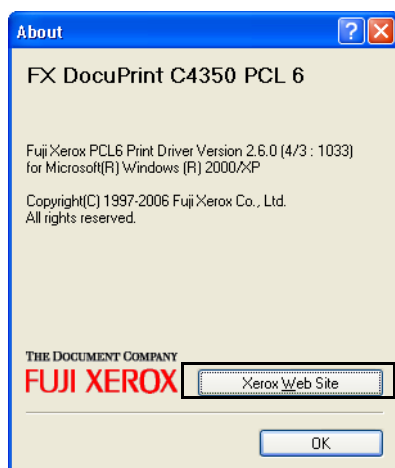 About
FX DocuPrint C4350 PCL 6
Fuji Xerox PCL6 Print Driver Version 2.6.0 (4/3 : 1033)
for Microsoft(R) Windows (R) 2000/XP
Copyright(C) 1997-2006 Fuji Xerox Co., Ltd.
All rights reserved.
THE DOCUMENT COMPANY
FUJI XEROX
Xerox Web Site
OK